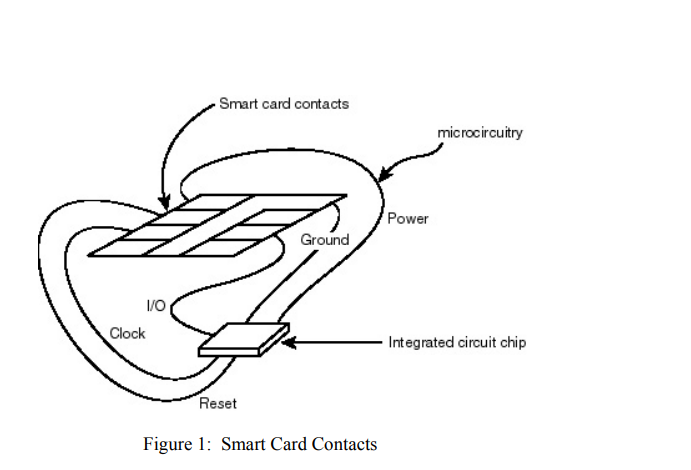 Smart card contacts
microcircuitry
Power
Ground
I/O
Clock
Integrated circuit chip
Reset
Figure 1: Smart Card Contacts